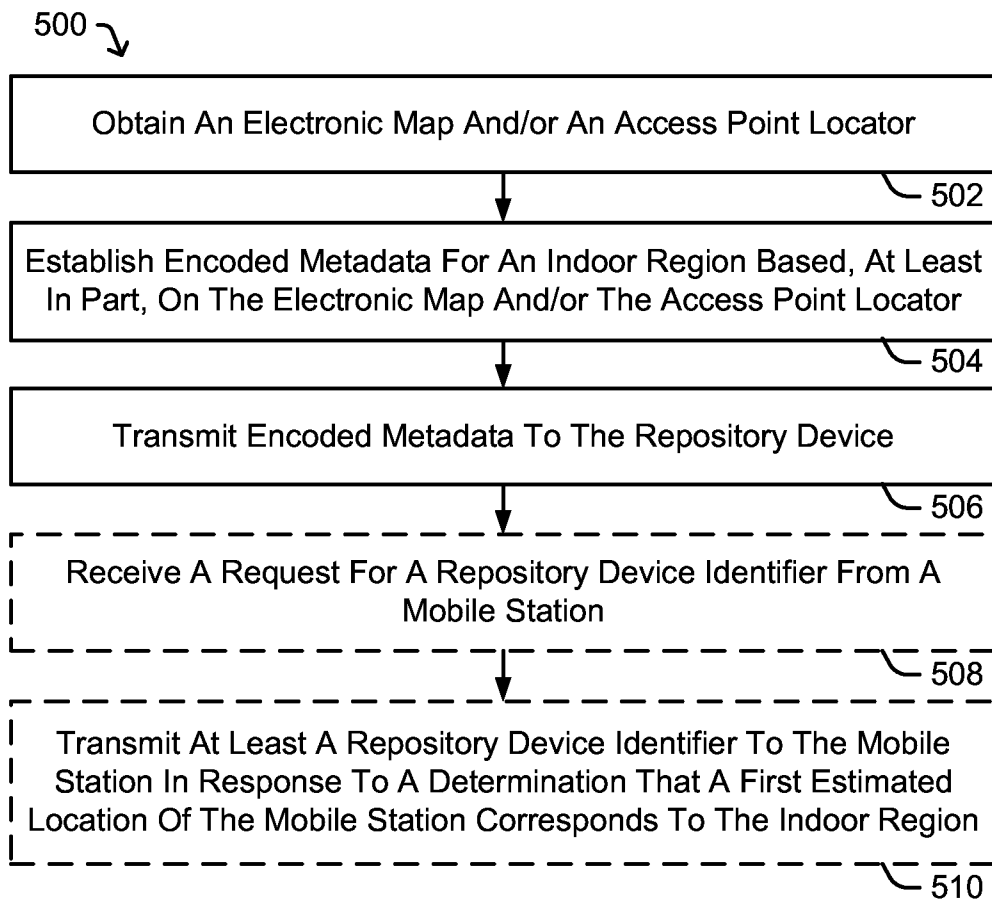 500
Obtain An Electronic Map And/or An Access Point Locator
502
Establish Encoded Metadata For An Indoor Region Based, At Least
In Part, On The Electronic Map And/or The Access Point Locator
504
Transmit Encoded Metadata To The Repository Device
506
Receive A Request For A Repository Device Identifier From A
Mobile Station
508
Transmit At Least A Repository Device Identifier To The Mobile
Station In Response To A Determination That A First Estimated
Location Of The Mobile Station Corresponds To The Indoor Region
510